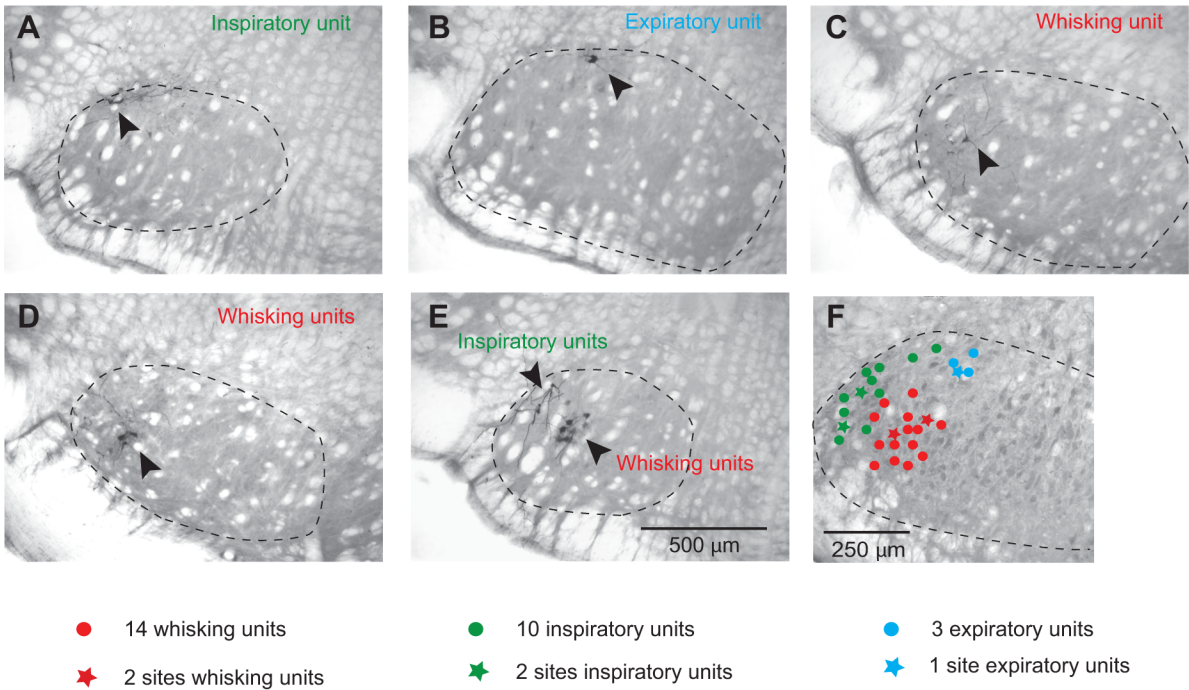 A
Inspiratory unit
B
Expiratory unit
C
Whisking unit
D
Whisking units
E
Inspiratory units
Whisking units
500 µm
F
250 µm
14 whisking units
10 inspiratory units
3 expiratory units
2 sites whisking units
2 sites inspiratory units
1 site expiratory units